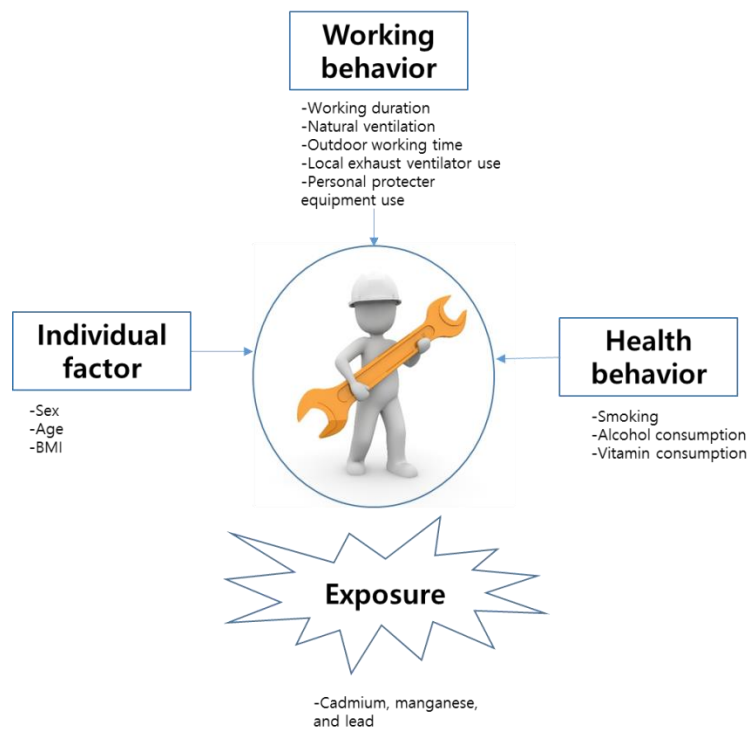 Working
behavior
-Working duration
-Natural ventilation
-Outdoor working time
-Local exhaust ventilator use
-Personal protecter
equipment use
Individual
factor
-Sex
-Age
-BMI
Health
behavior
-Smoking
-Alcohol consumption
-Vitamin consumption
Exposure
-Cadmium, manganese,
and lead